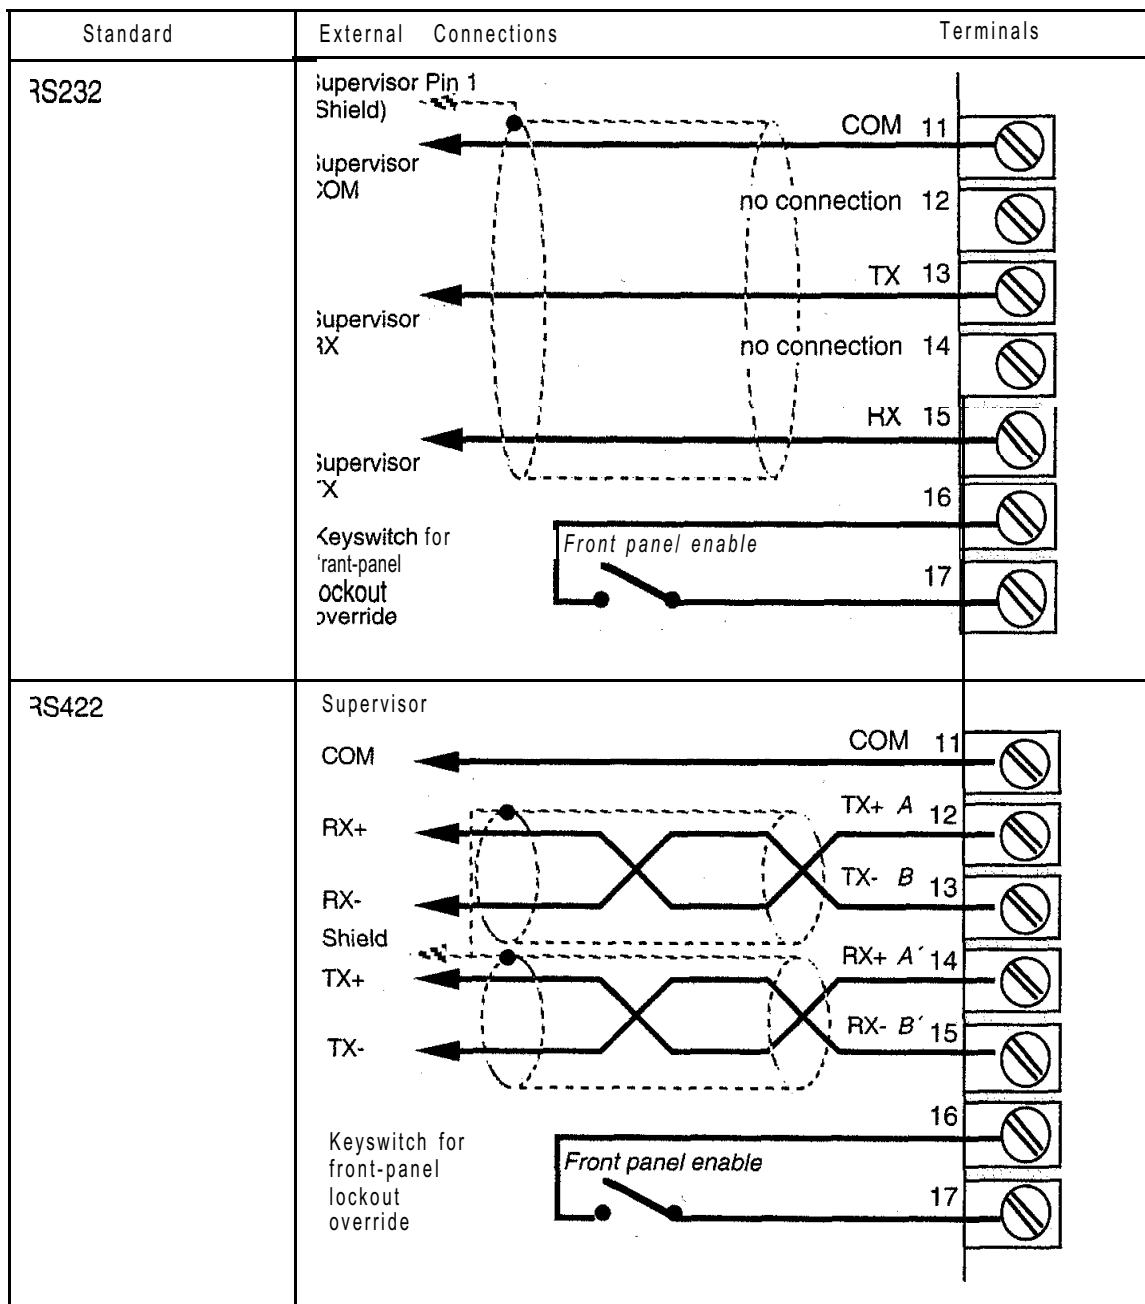 Standard
External Connections
Terminals
RS232
Supervisor Pin 1
(Shield)
COM 11
Supervisor
COM
no connection 12
TX 13
Supervisor
RX
no connection 14
RX 15
Supervisor
TX
16
Keyswitch for
frant-panel
lockout
override
Front panel enable
17
RS422
Supervisor
COM
COM 11
TX+ A 12
RX+
TX- B 13
RX-
Shield
RX+ A´ 14
TX+
RX- B´ 15
TX-
16
Keyswitch for
front-panel
lockout
override
Front panel enable
17